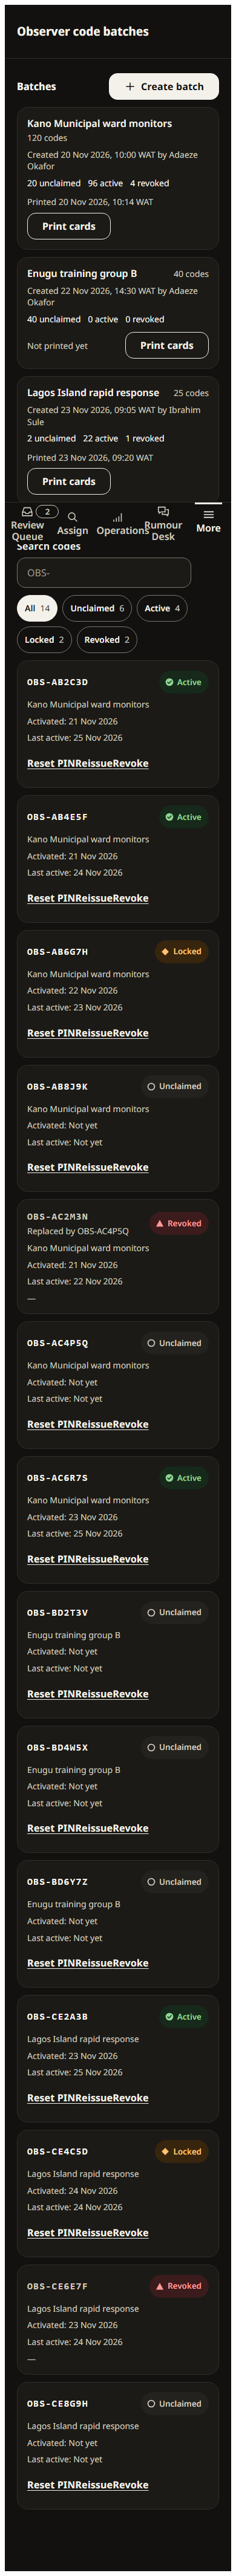 Observer code batches
Batches
Create batch
Kano Municipal ward monitors
120 codes
Created 20 Nov 2026, 10:00 WAT by Adaeze
Okafor
20 unclaimed 96 active 4 revoked
Printed 20 Nov 2026, 10:14 WAT
Print cards
Enugu training group B 40 codes
Created 22 Nov 2026, 14:30 WAT by Adaeze
Okafor
40 unclaimed 0 active 0 revoked
Not printed yet Print cards
Lagos Island rapid response 25 codes
Created 23 Nov 2026, 09:05 WAT by Ibrahim
Sule
2 unclaimed 22 active 1 revoked
Printed 23 Nov 2026, 09:20 WAT
Print cards
2
Review Queue
Assign
Operations
Rumour Desk
More
Search codes
OBS-
All 14 Unclaimed 6 Active 4
Locked 2 Revoked 2
OBS-AB2C3D Active
Kano Municipal ward monitors
Activated: 21 Nov 2026
Last active: 25 Nov 2026
Reset PINReissueRevoke
OBS-AB4E5F Active
Kano Municipal ward monitors
Activated: 21 Nov 2026
Last active: 24 Nov 2026
Reset PINReissueRevoke
OBS-AB6G7H Locked
Kano Municipal ward monitors
Activated: 22 Nov 2026
Last active: 23 Nov 2026
Reset PINReissueRevoke
OBS-AB8J9K Unclaimed
Kano Municipal ward monitors
Activated: Not yet
Last active: Not yet
Reset PINReissueRevoke
OBS-AC2M3N Revoked
Replaced by OBS-AC4P5Q
Kano Municipal ward monitors
Activated: 21 Nov 2026
Last active: 22 Nov 2026
—
OBS-AC4P5Q Unclaimed
Kano Municipal ward monitors
Activated: Not yet
Last active: Not yet
Reset PINReissueRevoke
OBS-AC6R7S Active
Kano Municipal ward monitors
Activated: 23 Nov 2026
Last active: 25 Nov 2026
Reset PINReissueRevoke
OBS-BD2T3V Unclaimed
Enugu training group B
Activated: Not yet
Last active: Not yet
Reset PINReissueRevoke
OBS-BD4W5X Unclaimed
Enugu training group B
Activated: Not yet
Last active: Not yet
Reset PINReissueRevoke
OBS-BD6Y7Z Unclaimed
Enugu training group B
Activated: Not yet
Last active: Not yet
Reset PINReissueRevoke
OBS-CE2A3B Active
Lagos Island rapid response
Activated: 23 Nov 2026
Last active: 25 Nov 2026
Reset PINReissueRevoke
OBS-CE4C5D Locked
Lagos Island rapid response
Activated: 24 Nov 2026
Last active: 24 Nov 2026
Reset PINReissueRevoke
OBS-CE6E7F Revoked
Lagos Island rapid response
Activated: 23 Nov 2026
Last active: 24 Nov 2026
—
OBS-CE8G9H Unclaimed
Lagos Island rapid response
Activated: Not yet
Last active: Not yet
Reset PINReissueRevoke